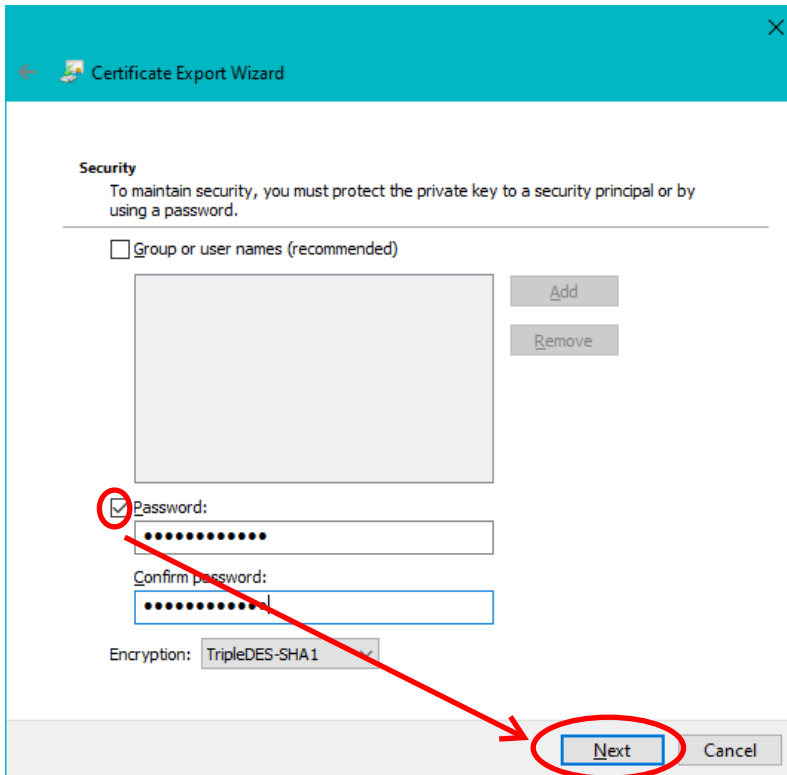 Certificate Export Wizard
Security
To maintain security, you must protect the private key to a security principal or by
using a password.
Group or user names (recommended)
Add
Remove
Password:
••••••••••••
Confirm password:
••••••••••••
Encryption: TripleDES-SHA1
Next Cancel